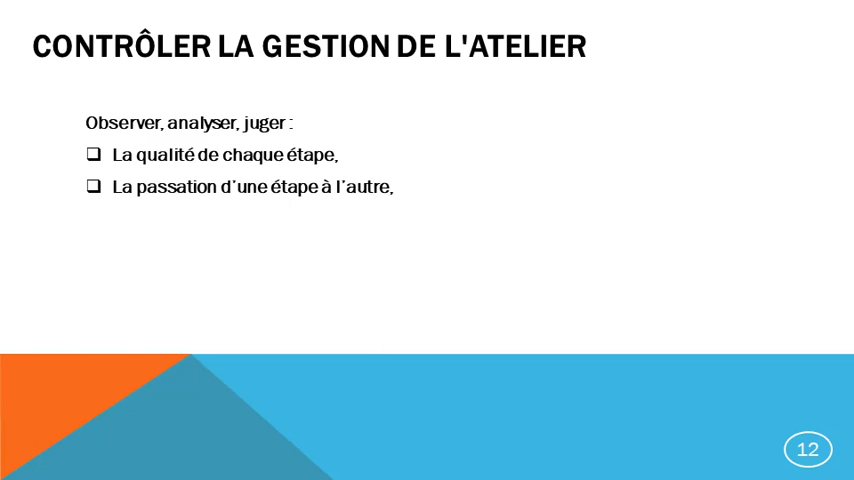 CONTRÔLER LA GESTION DE L'ATELIER
Observer, analyser, juger :
❑ La qualité de chaque étape,
❑ La passation d'une étape à l'autre,
12